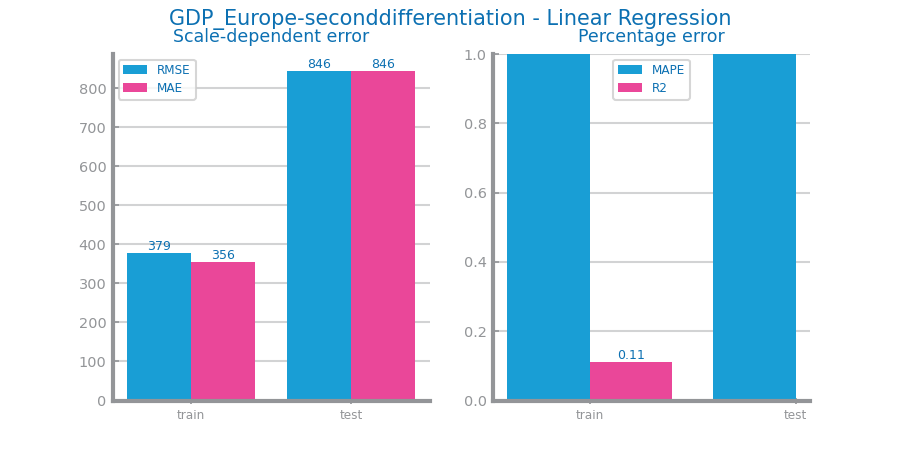 GDP_Europe-seconddifferentiation - Linear Regression
Scale-dependent error
RMSE
MAE
800
700
600
500
400
300
200
100
0
379
356
846
846
train
test
Percentage error
MAPE
R2
1.0
0.8
0.6
0.4
0.2
0.0
0.11
train
test